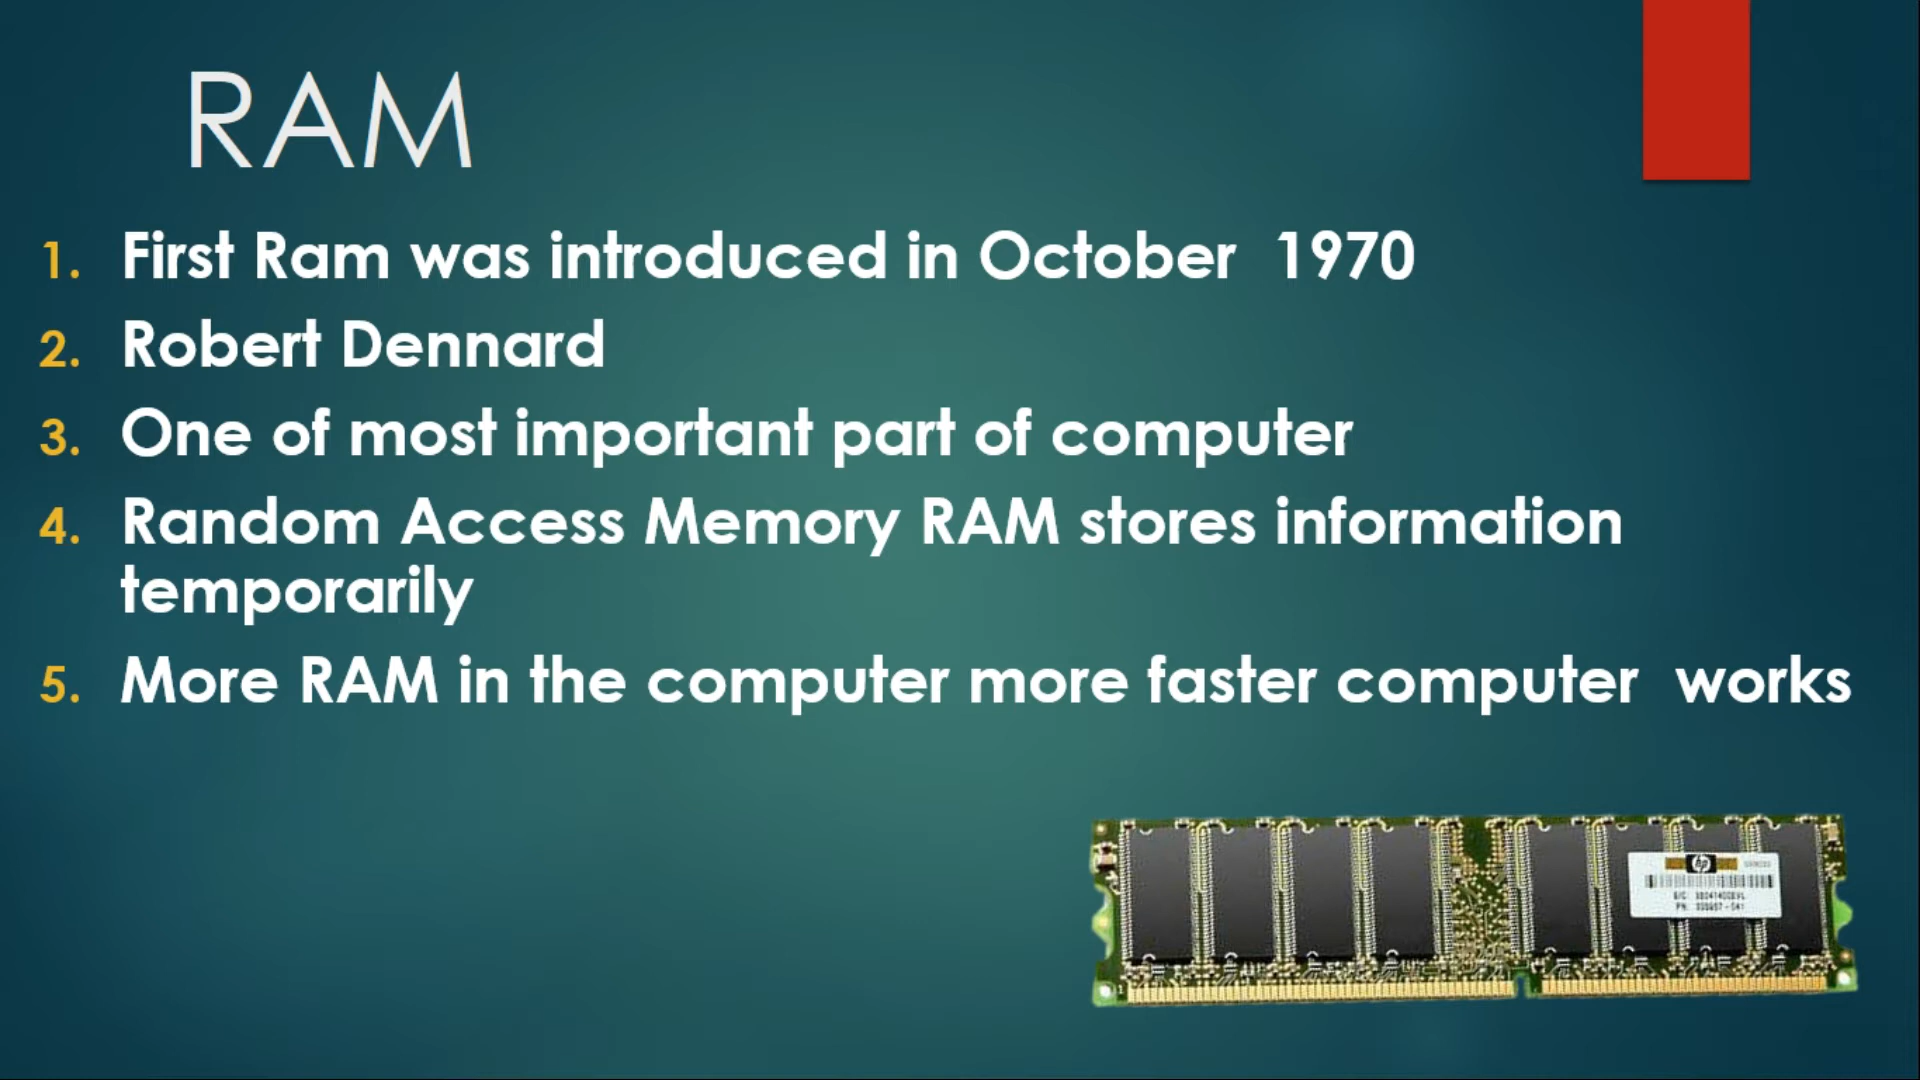 RAM
1. First Ram was introduced in October 1970
2. Robert Dennard
3. One of most important part of computer
4. Random Access Memory RAM stores information
temporarily
5. More RAM in the computer more faster computer works
hp